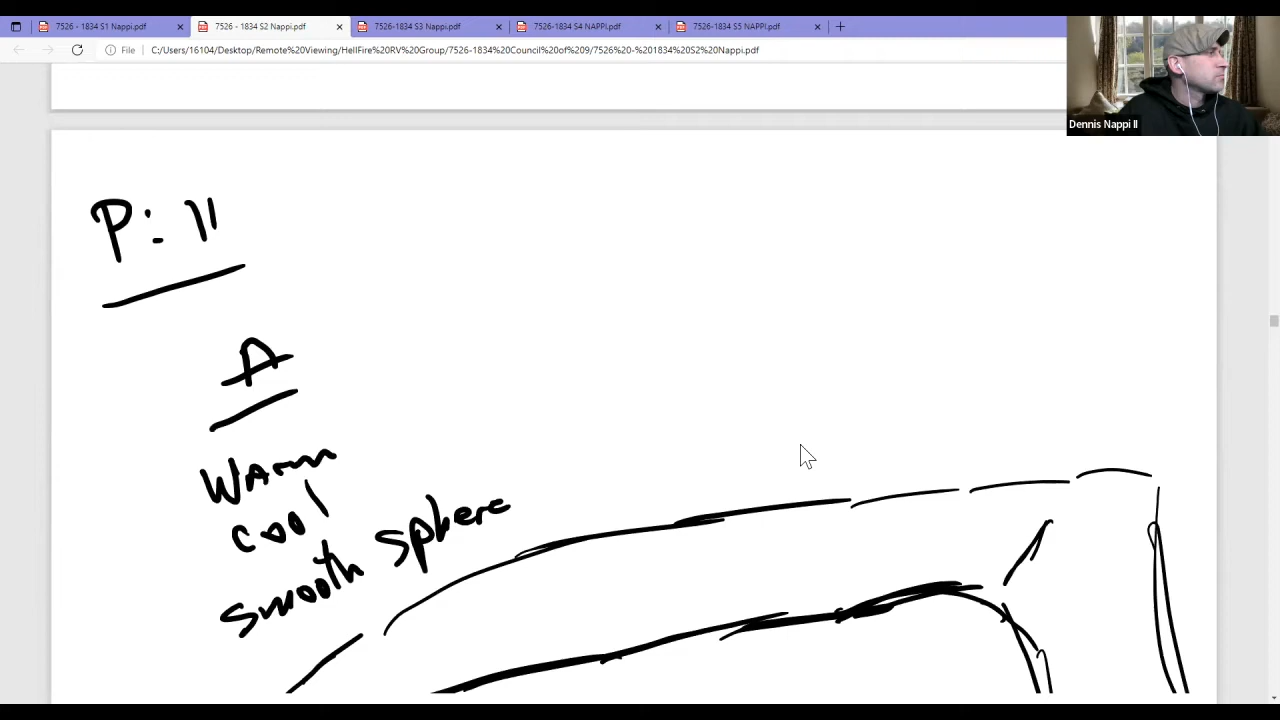 7526 - 1834 S1 Nappi.pdf
7526 - 1834 S2 Nappi.pdf
7526-1834 S3 Nappi.pdf
7526-1834 S4 NAPPI.pdf
7526-1834 S5 NAPPI.pdf
File
C:/Users/16104/Desktop/Remote%20Viewing/HellFire%20RV%20Group/7526-1834%20Council%20of%209/7526%20-%201834%20S2%20Nappi.pdf
Dennis Nappi II
P: 11
A
Warm
Cool
Smooth sphere